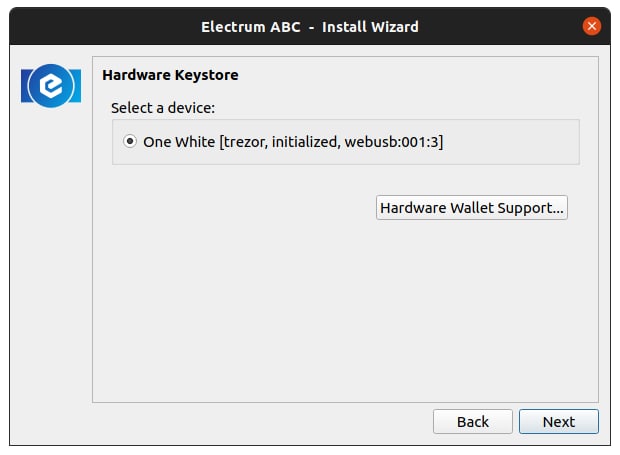 Electrum ABC - Install Wizard
Hardware Keystore
Select a device:
One White [trezor, initialized, webusb:001:3]
Hardware Wallet Support...
Back
Next